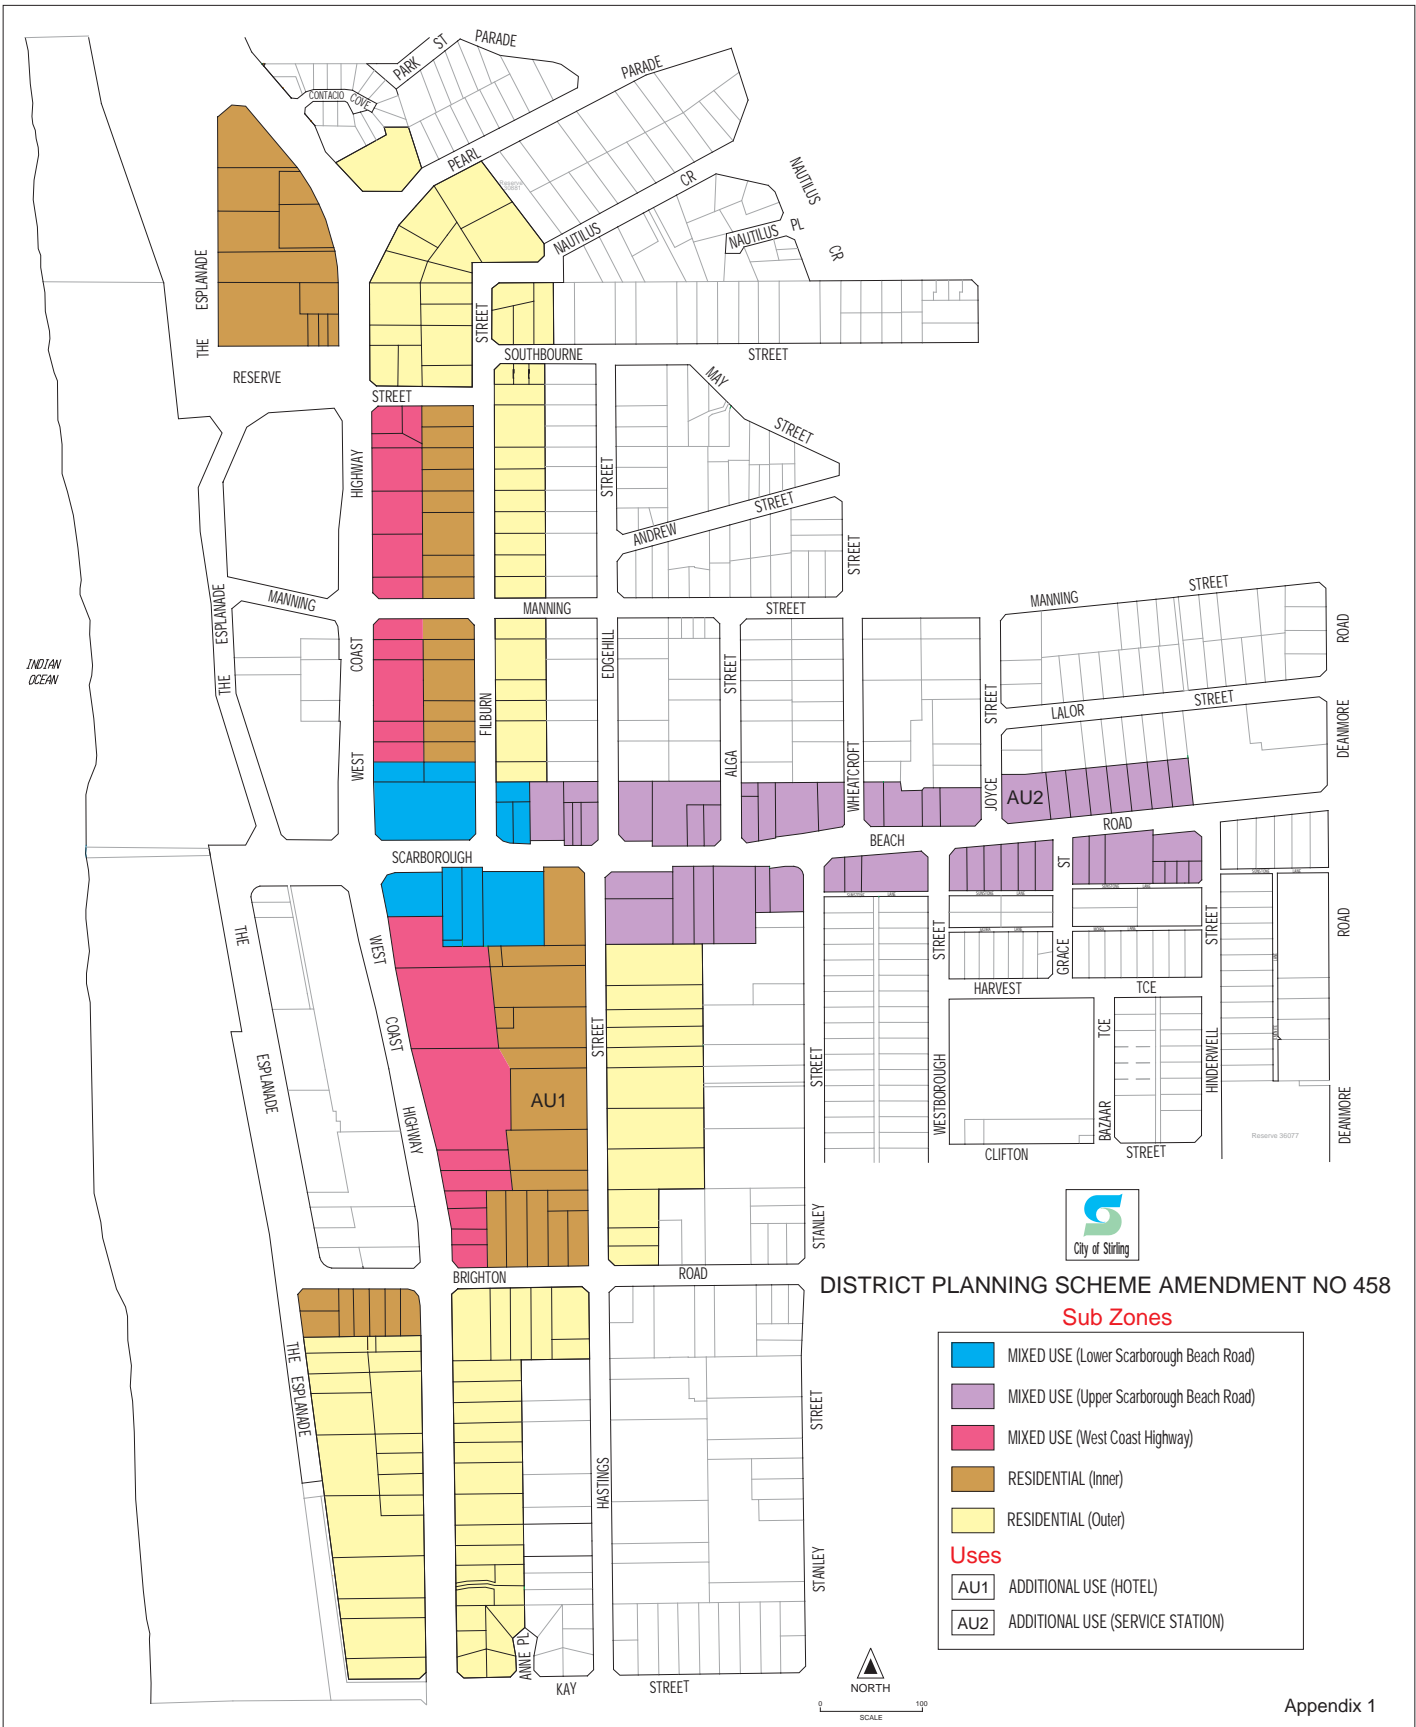 PARK
ST
PARADE
PARADE
CONTACIO
COVE
PEARL
Reserve
NAUTILUS
CR
NAUTILUS
PL
NAUTILUS
CR
THE
ESPLANADE
STREET
SOUTHBOURNE
STREET
RESERVE
STREET
MAY
STREET
HIGHWAY
STREET
ANDREW
STREET
STREET
MANNING
MANNING
STREET
MANNING
STREET
ROAD
ESPLANADE
THE
COAST
WEST
FILBURN
EDGEHILL
STREET
ALGA
WHEATCROFT
STREET
JOYCE
LALOR
STREET
DEANMORE
INDIAN
OCEAN
AU2
SCARBOROUGH
BEACH
ROAD
ST
THE
ESPLANADE
WEST
COAST
HIGHWAY
STREET
STREET
STREET
GRACE
STREET
ROAD
HARVEST
TCE
AU1
WESTBOROUGH
TCE
BAZAAR
HINDERWELL
DEANMORE
Reserve 36077
CLIFTON
STREET
STANLEY
BRIGHTON
ROAD
City of Stirling
DISTRICT PLANNING SCHEME AMENDMENT NO 458
Sub Zones
MIXED USE (Lower Scarborough Beach Road)
MIXED USE (Upper Scarborough Beach Road)
MIXED USE (West Coast Highway)
RESIDENTIAL (Inner)
RESIDENTIAL (Outer)
Uses
AU1 ADDITIONAL USE (HOTEL)
AU2 ADDITIONAL USE (SERVICE STATION)
THE
ESPLANADE
HASTINGS
STREET
STANLEY
ANNE PL
KAY
STREET
NORTH
0 100
SCALE
Appendix 1